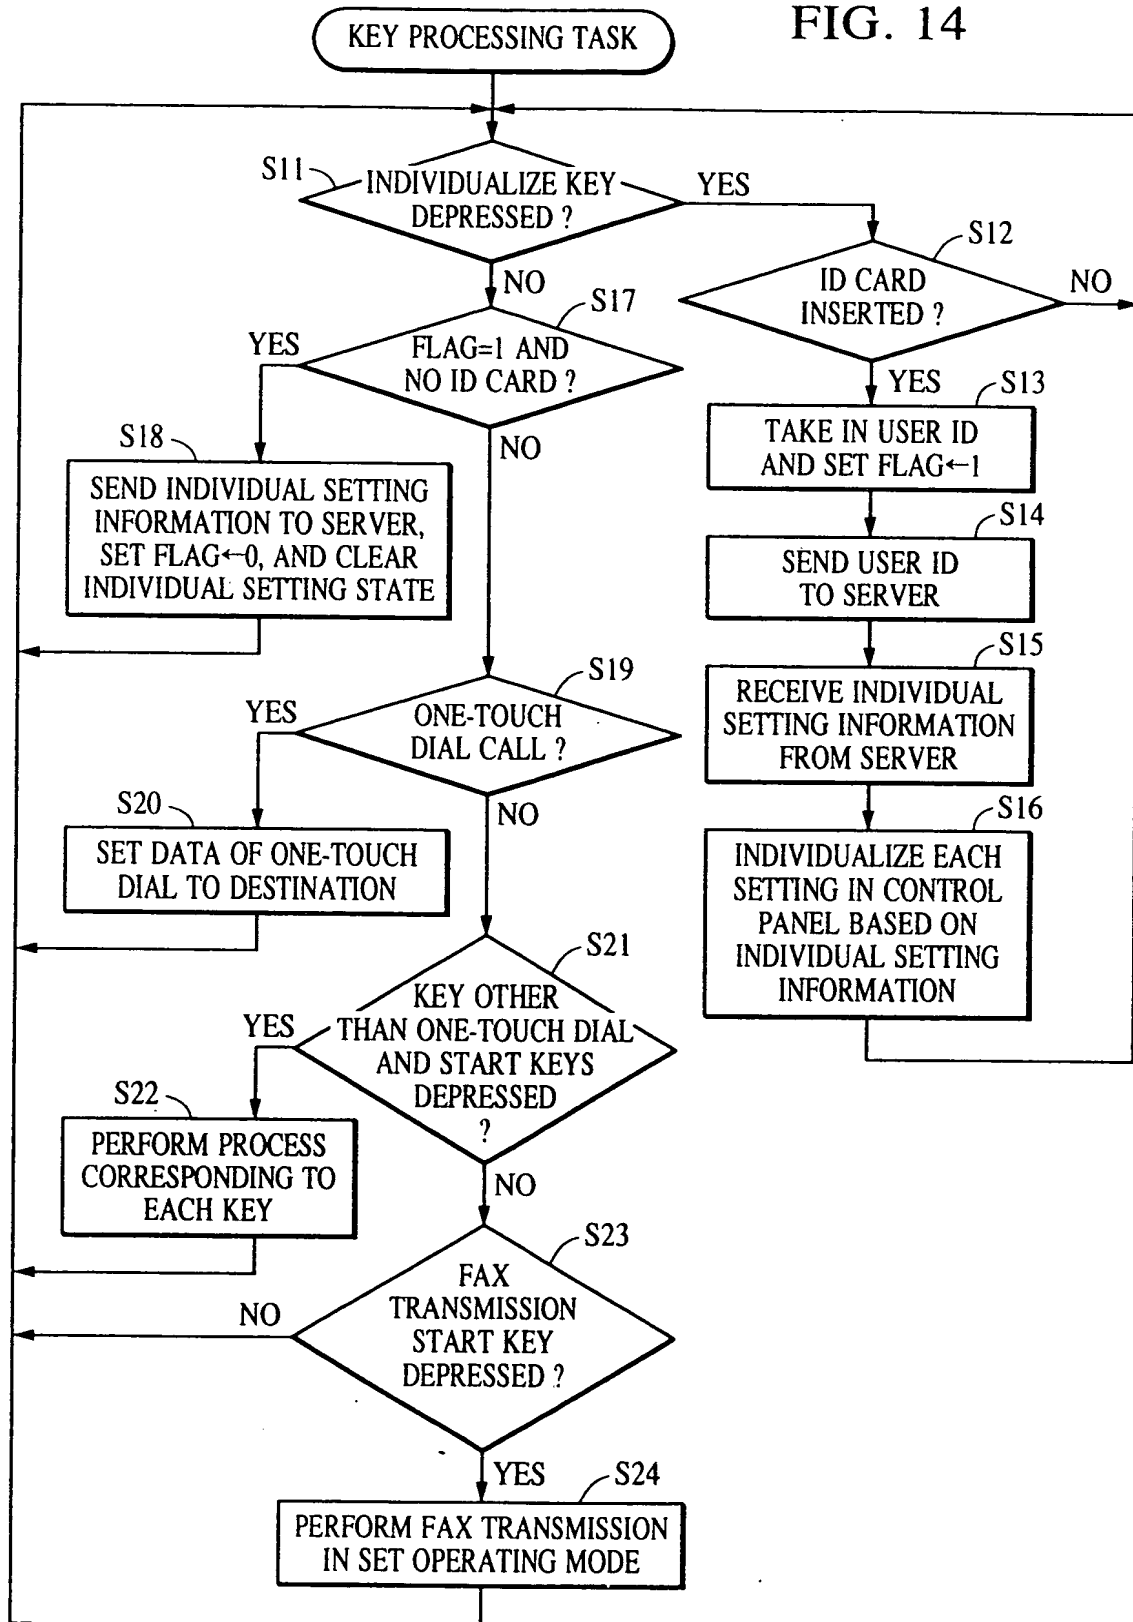 FIG. 14
KEY PROCESSING TASK
S11
INDIVIDUALIZE KEY
DEPRESSED ?
YES
NO
S12
ID CARD
INSERTED ?
NO
YES
S13
TAKE IN USER ID
AND SET FLAG←1
S14
SEND USER ID
TO SERVER
S15
RECEIVE INDIVIDUAL
SETTING INFORMATION
FROM SERVER
S16
INDIVIDUALIZE EACH
SETTING IN CONTROL
PANEL BASED ON
INDIVIDUAL SETTING
INFORMATION
S17
FLAG=1 AND
NO ID CARD ?
YES
NO
S18
SEND INDIVIDUAL SETTING
INFORMATION TO SERVER,
SET FLAG←0, AND CLEAR
INDIVIDUAL SETTING STATE
S19
ONE-TOUCH
DIAL CALL ?
YES
NO
S20
SET DATA OF ONE-TOUCH
DIAL TO DESTINATION
S21
KEY OTHER
THAN ONE-TOUCH DIAL
AND START KEYS
DEPRESSED
?
YES
NO
S22
PERFORM PROCESS
CORRESPONDING TO
EACH KEY
S23
FAX
TRANSMISSION
START KEY
DEPRESSED ?
NO
YES
S24
PERFORM FAX TRANSMISSION
IN SET OPERATING MODE